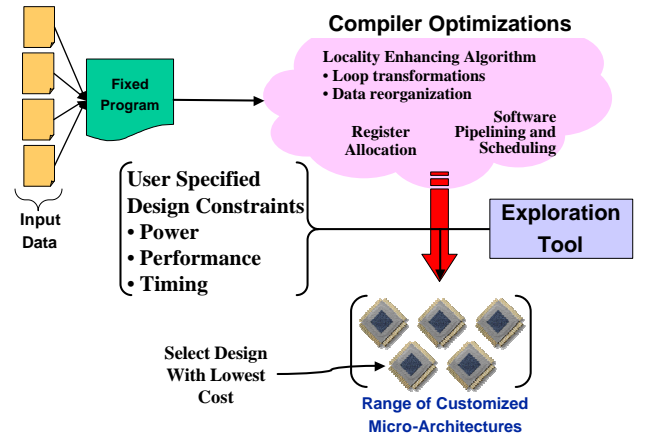 Compiler Optimizations
Locality Enhancing Algorithm
• Loop transformations
• Data reorganization
Register
Allocation
Software
Pipelining and
Scheduling
Fixed
Program
Input
Data
User Specified
Design Constraints
• Power
• Performance
• Timing
Exploration
Tool
Select Design
With Lowest
Cost
Range of Customized
Micro-Architectures